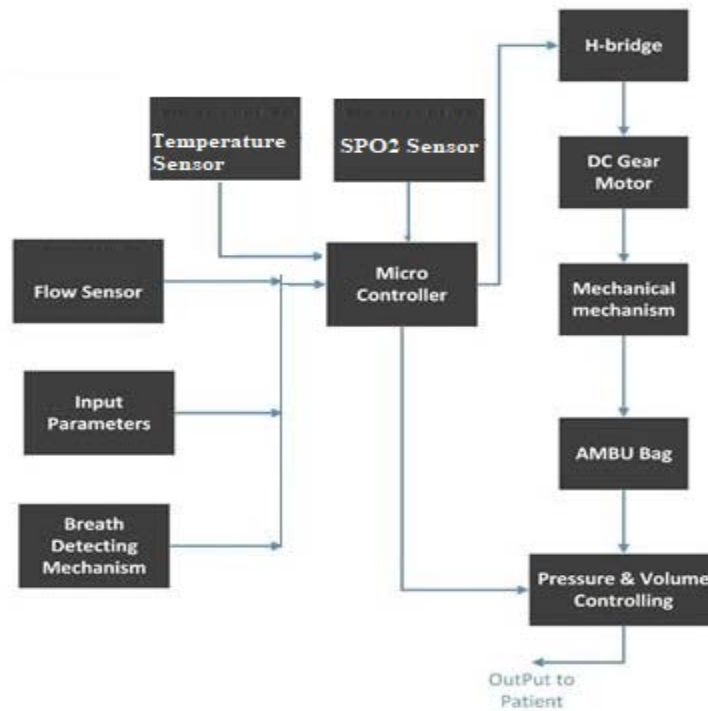 H-bridge
Temperature
Sensor
SPO2 Sensor
DC Gear
Motor
Micro
Controller
Flow Sensor
Mechanical
mechanism
Input
Parameters
AMBU Bag
Breath
Detecting
Mechanism
Pressure & Volume
Controlling
OutPut to
Patient